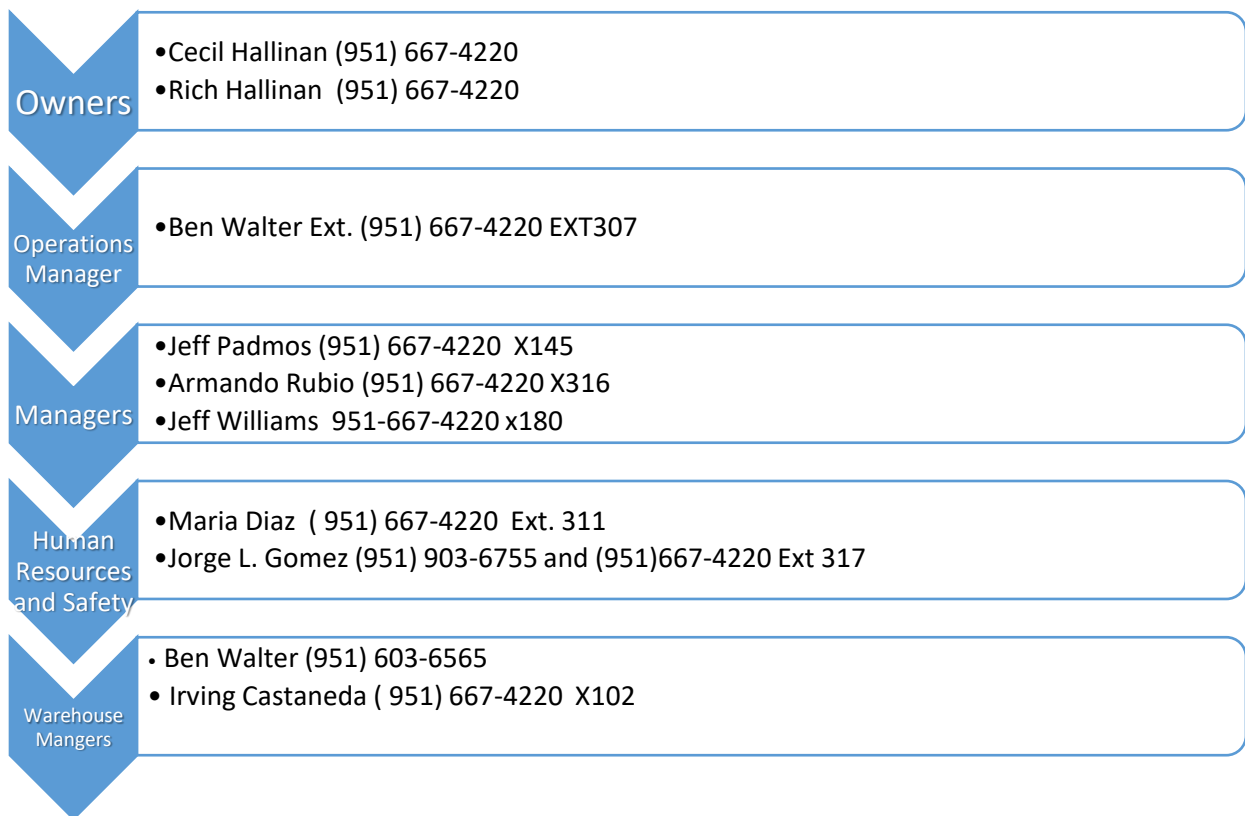 Owners
•Cecil Hallinan (951) 667-4220
•Rich Hallinan  (951) 667-4220
Operations
Manager
•Ben Walter Ext. (951) 667-4220 EXT307
Managers
•Jeff Padmos (951) 667-4220  X145
•Armando Rubio (951) 667-4220 X316
•Jeff Williams  951-667-4220 x180
Human
Resources
and Safety
•Maria Diaz  ( 951) 667-4220  Ext. 311
•Jorge L. Gomez (951) 903-6755 and (951)667-4220 Ext 317
Warehouse
Mangers
• Ben Walter (951) 603-6565
• Irving Castaneda ( 951) 667-4220  X102